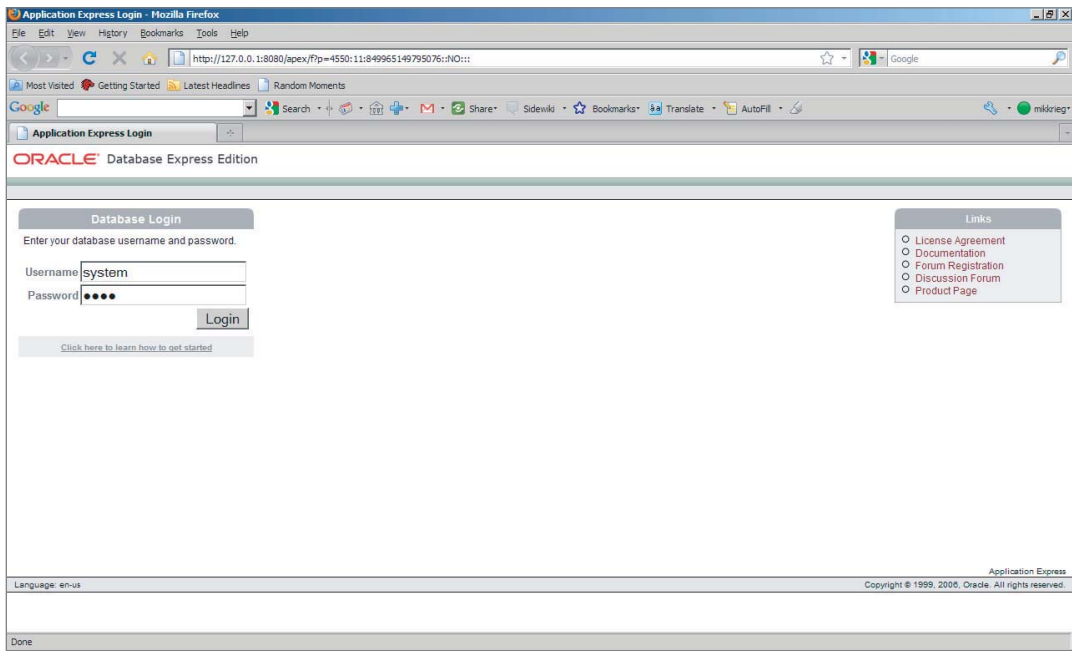 Application Express Login - Mozilla Firefox
File Edit View History Bookmarks Tools Help
http://127.0.0.1:8080/apex/f?p=4550:11:849965149795076::NO:::
Google
Most Visited Getting Started Latest Headlines Random Moments
Google Search Share Sidewiki Bookmarks Translate AutoFill mikkrieg
Application Express Login
ORACLE Database Express Edition
Database Login
Enter your database username and password.
Username system
Password ●●●●
Login
Click here to learn how to get started
Links
License Agreement
Documentation
Forum Registration
Discussion Forum
Product Page
Application Express
Language: en-us
Copyright © 1999, 2006, Oracle. All rights reserved.
Done